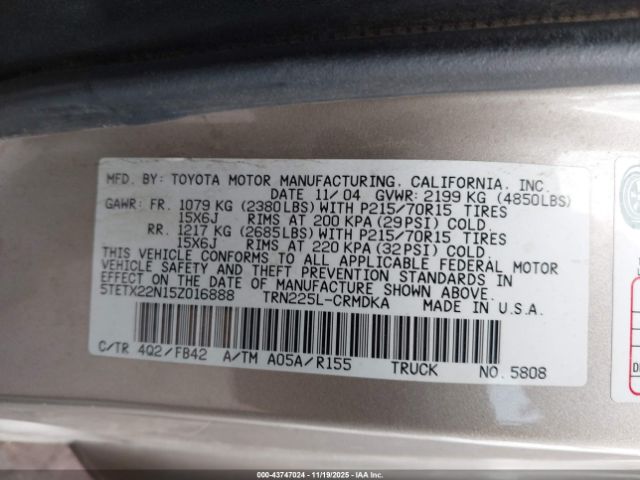 MFD. BY: TOYOTA MOTOR MANUFACTURING, CALIFORNIA, INC.
DATE 11/04 GVWR: 2199 KG (4850LBS)
GAWR: FR. 1079 KG (2380LBS) WITH P215/70R15 TIRES
15X6J RIMS AT 200 KPA (29PSI) COLD.
RR. 1217 KG (2685LBS) WITH P215/70R15 TIRES
15X6J RIMS AT 220 KPA (32PSI) COLD.
THIS VEHICLE CONFORMS TO ALL APPLICABLE FEDERAL MOTOR
VEHICLE SAFETY AND THEFT PREVENTION STANDARDS IN
EFFECT ON THE DATE OF MANUFACTURE SHOWN ABOVE.
5TETX22N15Z016888 TRN225L-CRMDKA MADE IN U.S.A.
C/TR 4Q2/FB42 A/TM A05A/R155 TRUCK NO. 5808
000-43747024 - 11/19/2025 - IAAI.COM